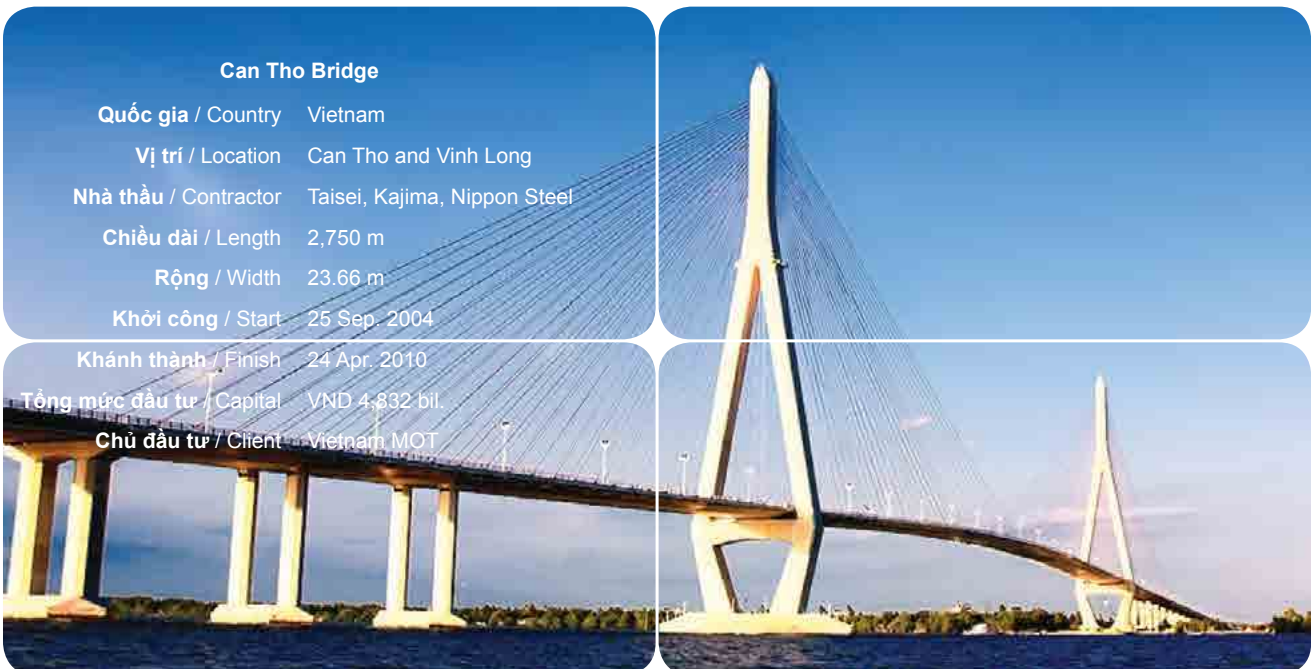 Can Tho Bridge
Quốc gia / Country Vietnam
Vị trí / Location Can Tho and Vinh Long
Nhà thầu / Contractor Taisei, Kajima, Nippon Steel
Chiều dài / Length 2,750 m
Rộng / Width 23.66 m
Khởi công / Start 25 Sep. 2004
Khánh thành / Finish 24 Apr. 2010
Tổng mức đầu tư / Capital VND 4,832 bil.
Chủ đầu tư / Client Vietnam MOT